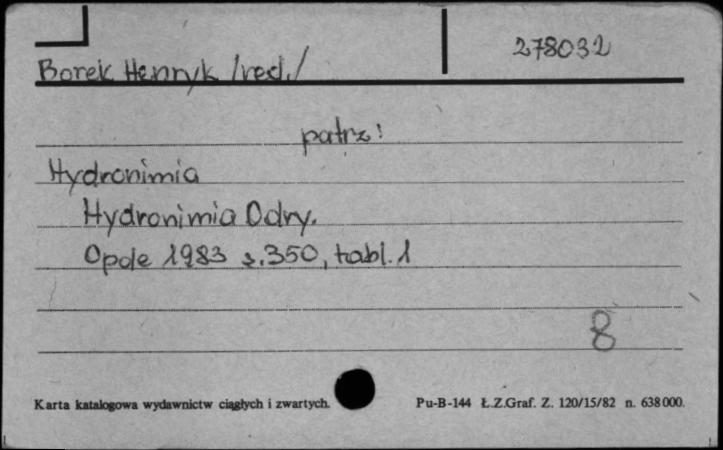 278032
Borek Henryk /red./
patrz:
Hydronimia
Hydronimia Odry.
Opole 1983 s. 350, tabl. 1
8
Karta katalogowa wydawnictw ciągłych i zwartych. Pu-B-144 Ł.Z.Graf. Z. 120/15/82 n. 638000.